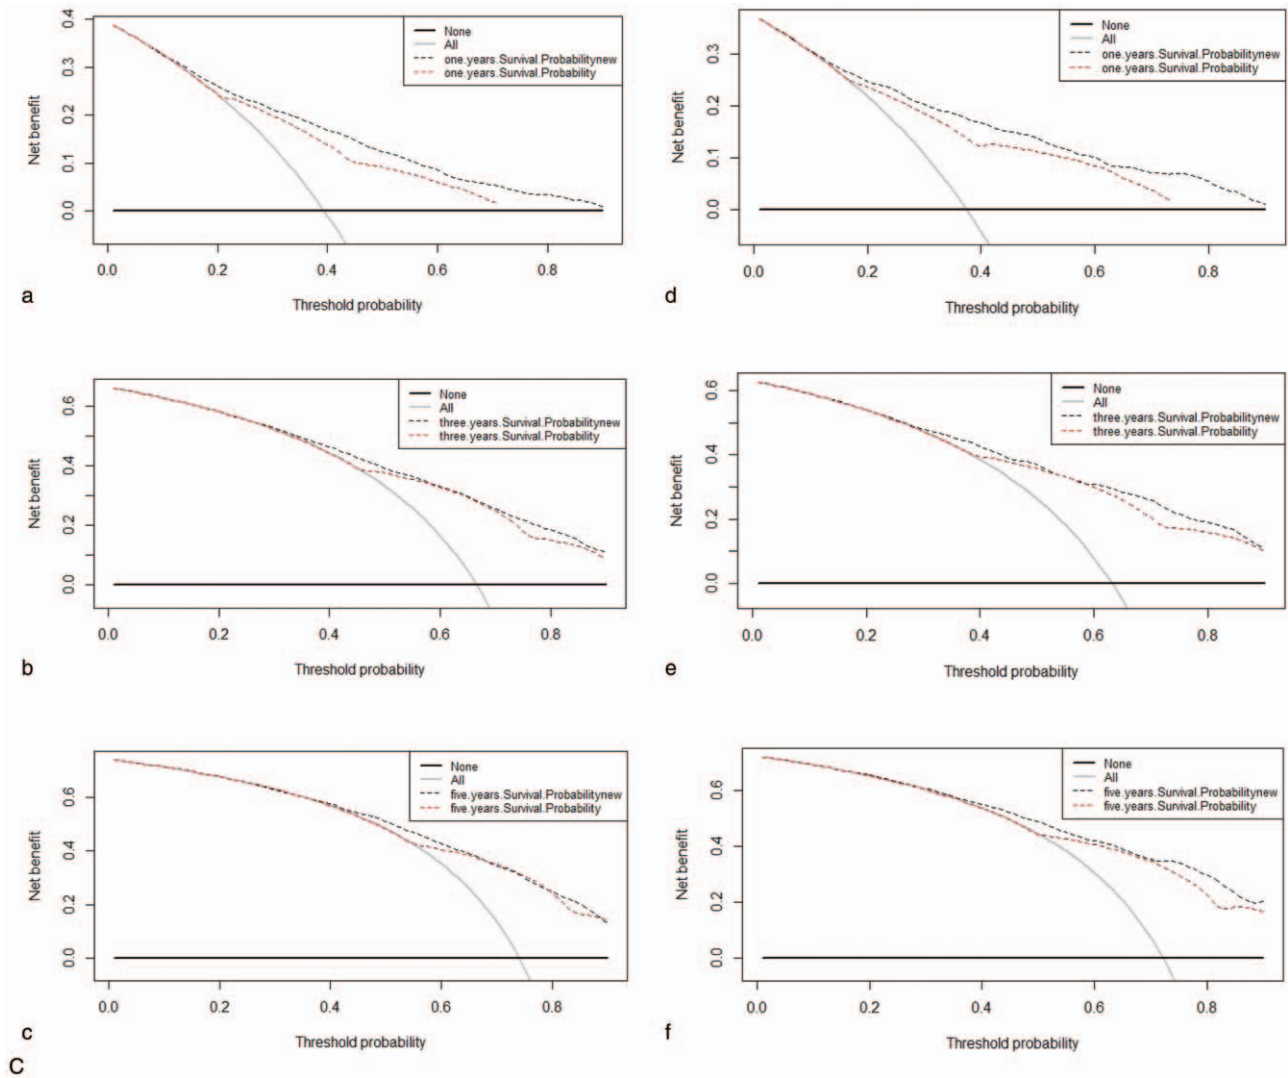 None
All
one.years.Survival.Probabilitynew
one.years.Survival.Probability
Net benefit
0.0 0.1 0.2 0.3 0.4
0.0 0.2 0.4 0.6 0.8
Threshold probability
a
None
All
one.years.Survival.Probabilitynew
one.years.Survival.Probability
Net benefit
0.0 0.1 0.2 0.3
0.0 0.2 0.4 0.6 0.8
Threshold probability
d
None
All
three.years.Survival.Probabilitynew
three.years.Survival.Probability
Net benefit
0.0 0.2 0.4 0.6
0.0 0.2 0.4 0.6 0.8
Threshold probability
b
None
All
three.years.Survival.Probabilitynew
three.years.Survival.Probability
Net benefit
0.0 0.2 0.4 0.6
0.0 0.2 0.4 0.6 0.8
Threshold probability
e
None
All
five.years.Survival.Probabilitynew
five.years.Survival.Probability
Net benefit
0.0 0.2 0.4 0.6
0.0 0.2 0.4 0.6 0.8
Threshold probability
c
None
All
five.years.Survival.Probabilitynew
five.years.Survival.Probability
Net benefit
0.0 0.2 0.4 0.6
0.0 0.2 0.4 0.6 0.8
Threshold probability
f
C